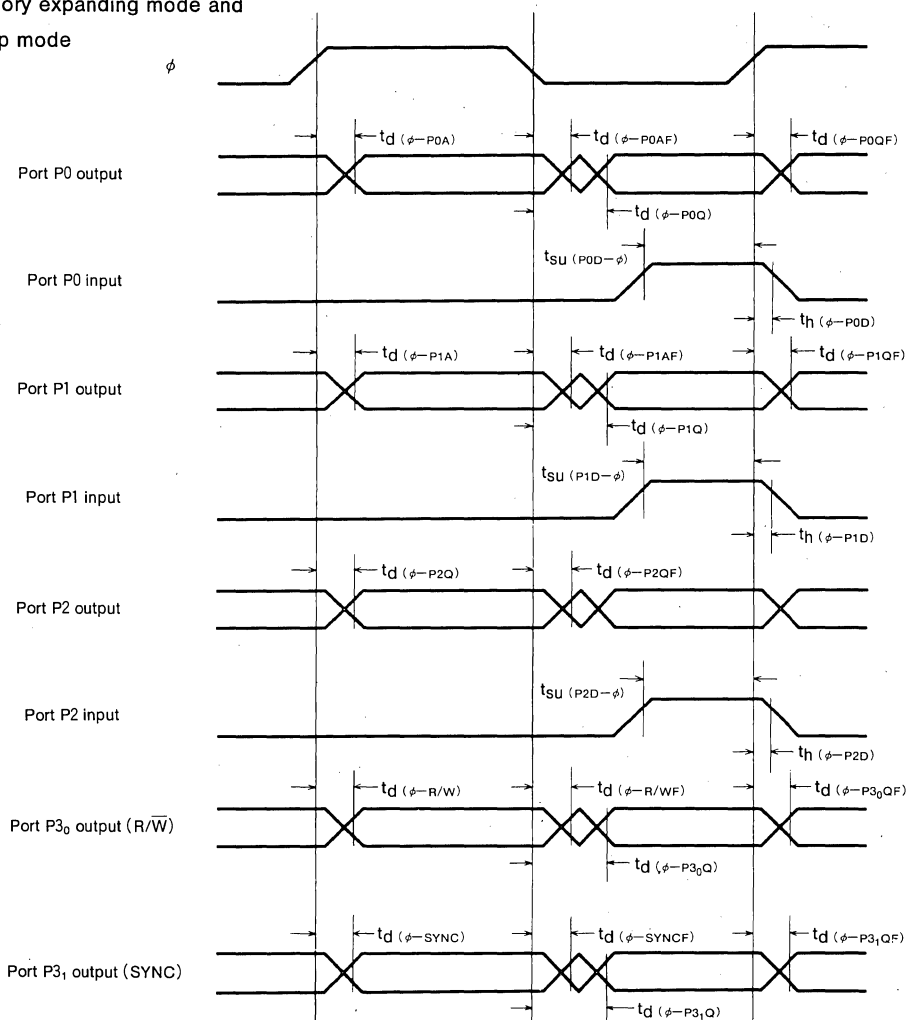 ory expanding mode and
p mode
ϕ
td (ϕ−P0A) td (ϕ−P0AF) td (ϕ−P0QF)
Port P0 output
td (ϕ−P0Q)
tsu (P0D−ϕ)
Port P0 input
th (ϕ−P0D)
td (ϕ−P1A) td (ϕ−P1AF) td (ϕ−P1QF)
Port P1 output
td (ϕ−P1Q)
tsu (P1D−ϕ)
Port P1 input
th (ϕ−P1D)
td (ϕ−P2Q) td (ϕ−P2QF)
Port P2 output
tsu (P2D−ϕ)
Port P2 input
th (ϕ−P2D)
td (ϕ−R/W) td (ϕ−R/WF) td (ϕ−P3₀QF)
Port P3₀ output (R/W̅)
td (ϕ−P3₀Q)
td (ϕ−SYNC) td (ϕ−SYNCF) td (ϕ−P3₁QF)
Port P3₁ output (SYNC)
td (ϕ−P3₁Q)